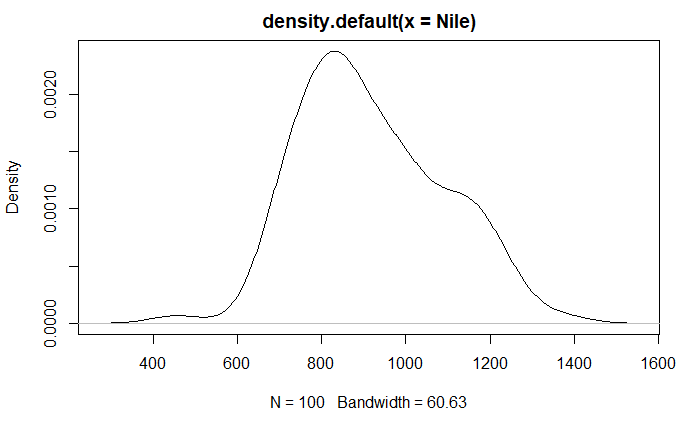 density.default(x = Nile)
Density
0.0020
0.0010
0.0000
400 600 800 1000 1200 1400 1600
N = 100 Bandwidth = 60.63